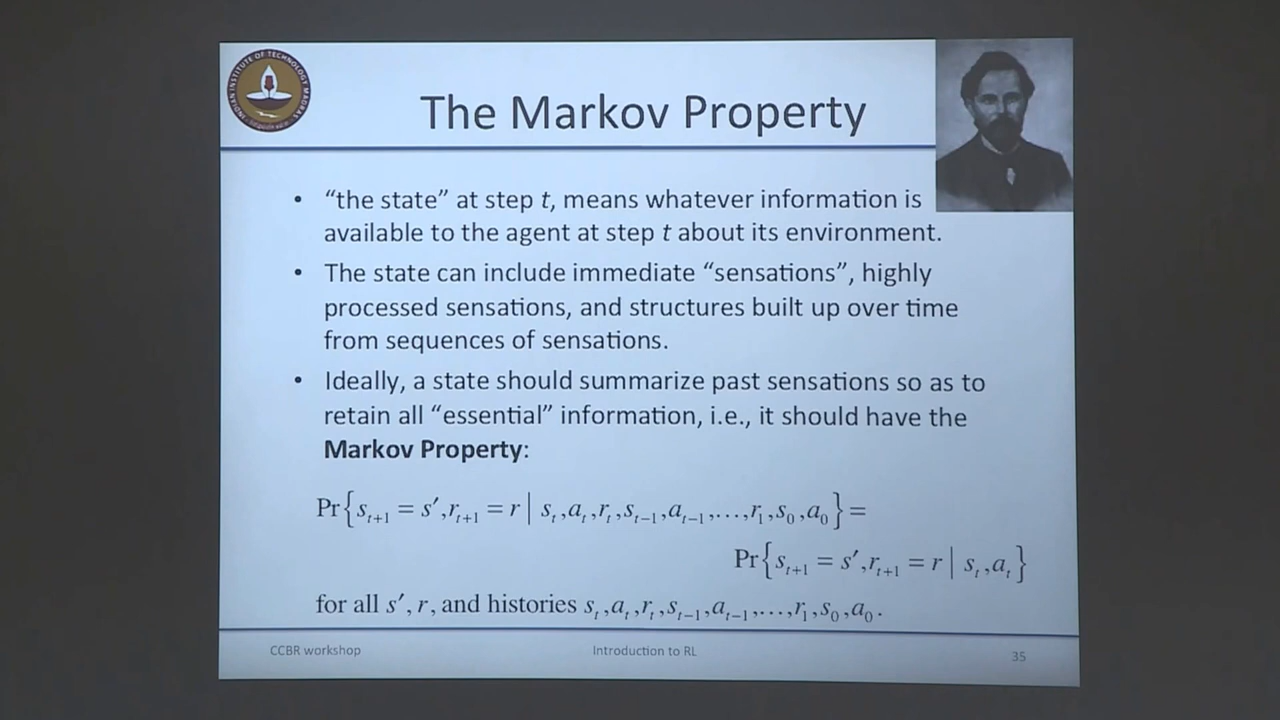 INDIAN INSTITUTE OF TECHNOLOGY MADRAS
The Markov Property
• “the state” at step t, means whatever information is
available to the agent at step t about its environment.
• The state can include immediate “sensations”, highly
processed sensations, and structures built up over time
from sequences of sensations.
• Ideally, a state should summarize past sensations so as to
retain all “essential” information, i.e., it should have the
Markov Property:
Pr{s_{t+1} = s′, r_{t+1} = r | s_t, a_t, r_t, s_{t−1}, a_{t−1}, …, r_1, s_0, a_0} =
Pr{s_{t+1} = s′, r_{t+1} = r | s_t, a_t}
for all s′, r, and histories s_t, a_t, r_t, s_{t−1}, a_{t−1}, …, r_1, s_0, a_0.
CCBR workshop
Introduction to RL
35